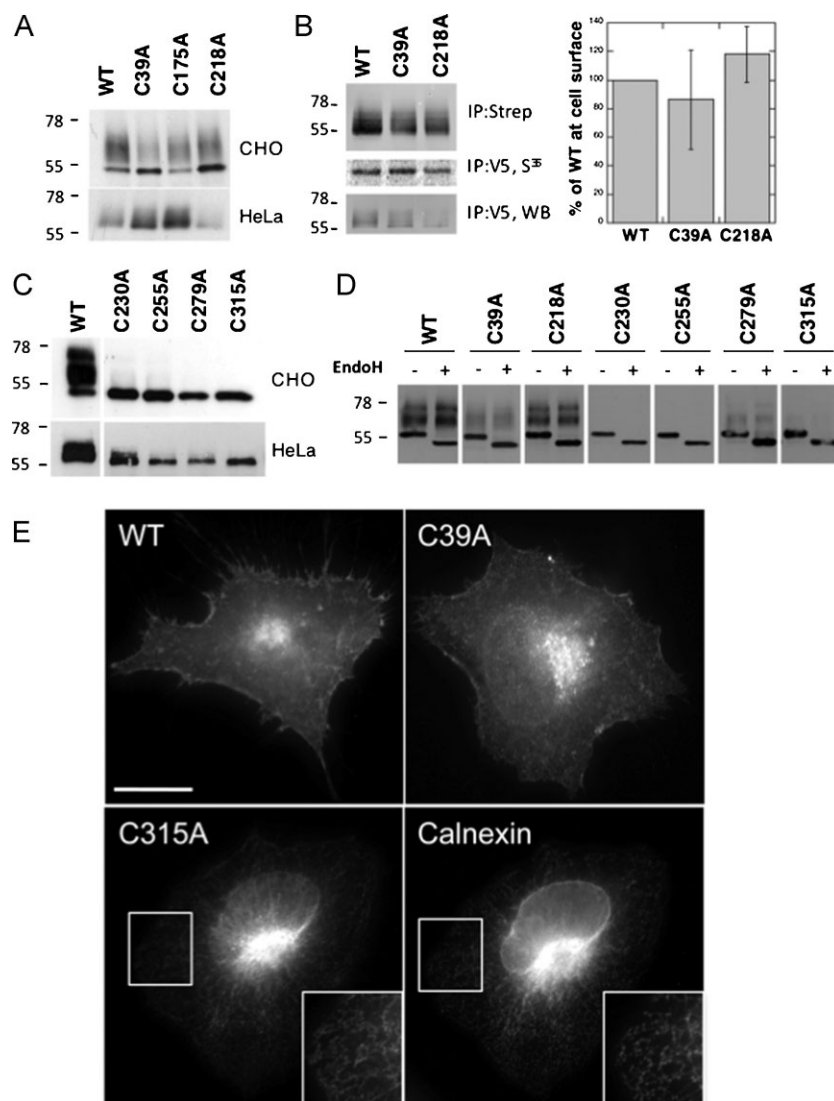 A
WT
C39A
C175A
C218A
78 -
55 -
CHO
78 -
55 -
HeLa
B
WT
C39A
C218A
78 -
55 -
IP:Strep
IP:V5, S35
IP:V5, WB
% of WT at cell surface
140
120
100
80
60
40
20
0
WT C39A C218A
C
WT
C230A
C255A
C279A
C315A
78 -
55 -
CHO
78 -
55 -
HeLa
D
WT
C39A
C218A
C230A
C255A
C279A
C315A
EndoH - + - + - + - + - + - + - +
78 -
55 -
E
WT
C39A
C315A
Calnexin